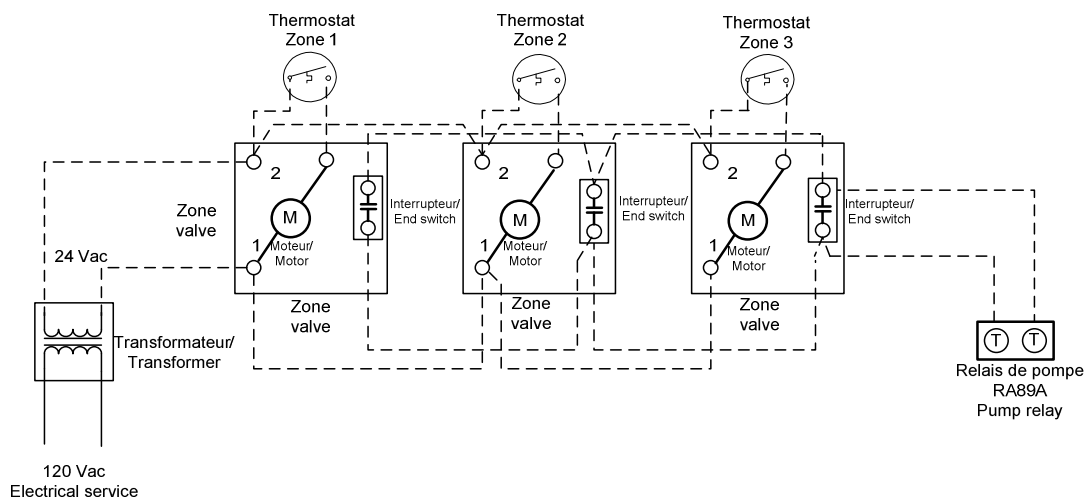 Thermostat
Zone 1
Thermostat
Zone 2
Thermostat
Zone 3
2
Zone
valve
M
Interrupteur/
End switch
1
Moteur/
Motor
Zone
valve
2
M
Interrupteur/
End switch
1
Moteur/
Motor
Zone
valve
2
M
Interrupteur/
End switch
1
Moteur/
Motor
Zone
valve
24 Vac
Transformateur/
Transformer
120 Vac
Electrical service
T T
Relais de pompe
RA89A
Pump relay